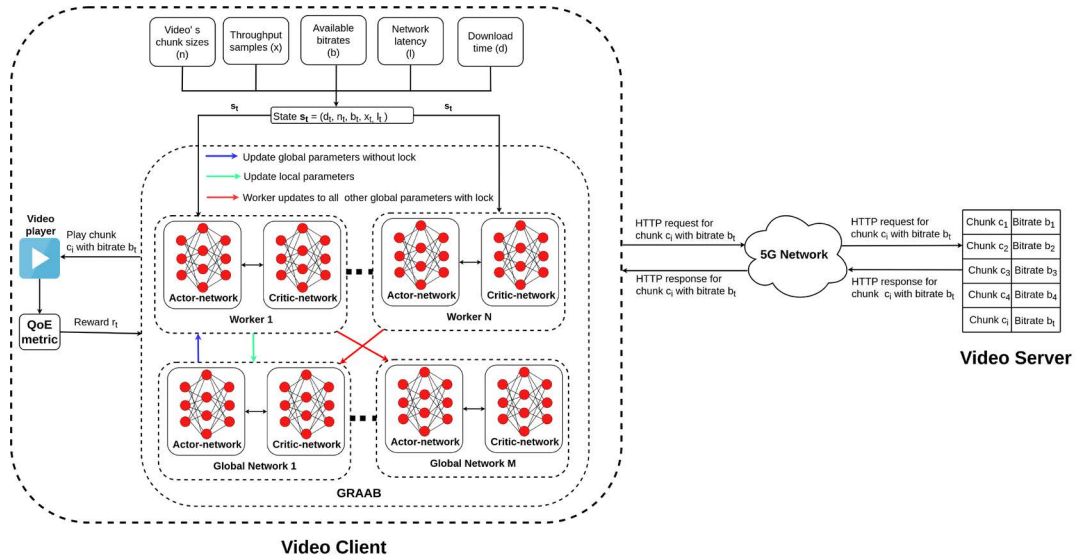 Video's
chunk sizes
(n)
Throughput
samples (x)
Available
bitrates
(b)
Network
latency
(l)
Download
time (d)
sₜ
sₜ
State sₜ = (dₜ, nₜ, bₜ, xₜ, lₜ )
Update global parameters without lock
Update local parameters
Worker updates to all other global parameters with lock
Video
player
Play chunk
cᵢ with bitrate bₜ
QoE
metric
Reward rₜ
Actor-network
Critic-network
Worker 1
Actor-network
Critic-network
Worker N
Actor-network
Critic-network
Global Network 1
Actor-network
Critic-network
Global Network M
GRAAB
Video Client
HTTP request for
chunk cᵢ with bitrate bₜ
HTTP response for
chunk cᵢ with bitrate bₜ
5G Network
HTTP request for
chunk cᵢ with bitrate bₜ
HTTP response for
chunk cᵢ with bitrate bₜ
Chunk c₁ Bitrate b₁
Chunk c₂ Bitrate b₂
Chunk c₃ Bitrate b₃
Chunk c₄ Bitrate b₄
Chunk cᵢ Bitrate bₜ
Video Server